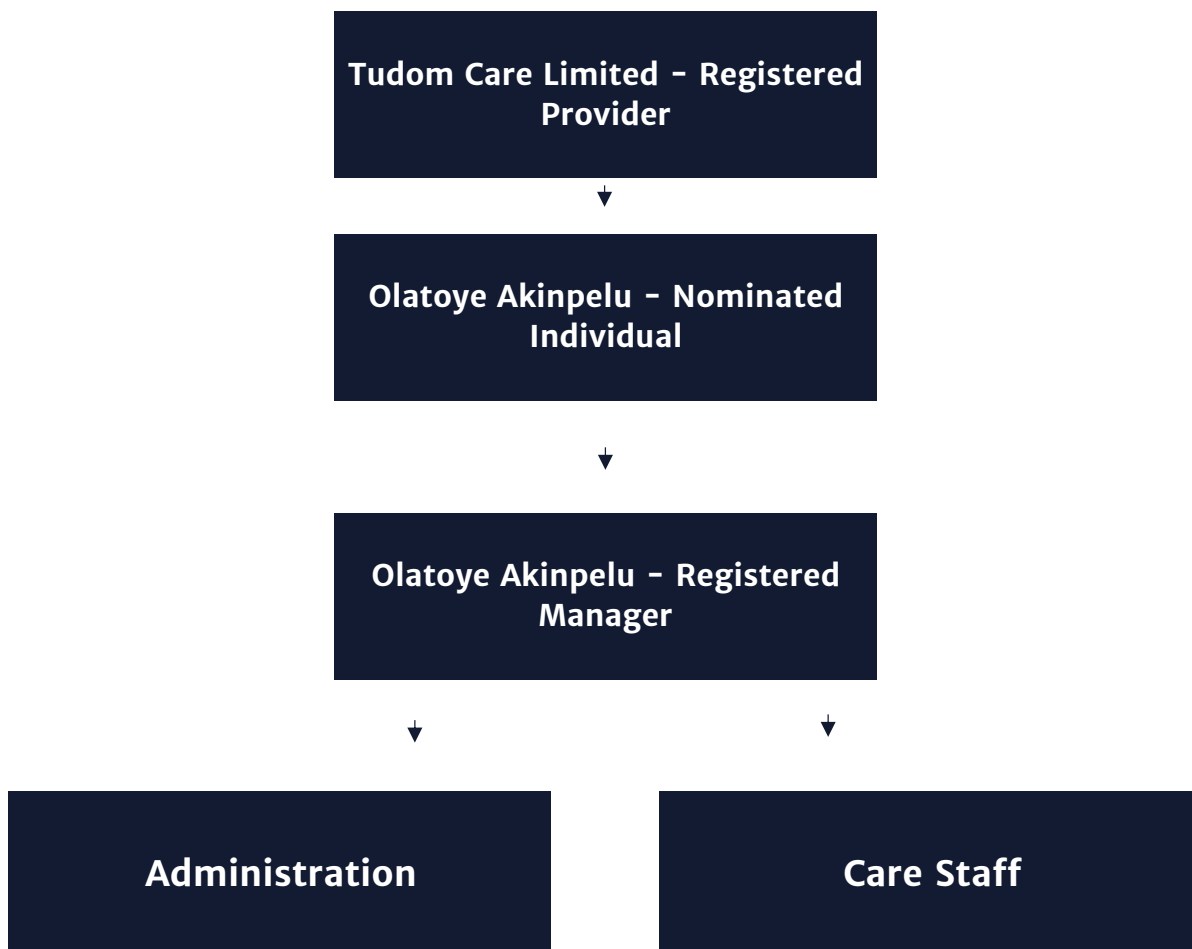 Tudom Care Limited - Registered
Provider
Olatoye Akinpelu - Nominated
Individual
Olatoye Akinpelu - Registered
Manager
Administration
Care Staff